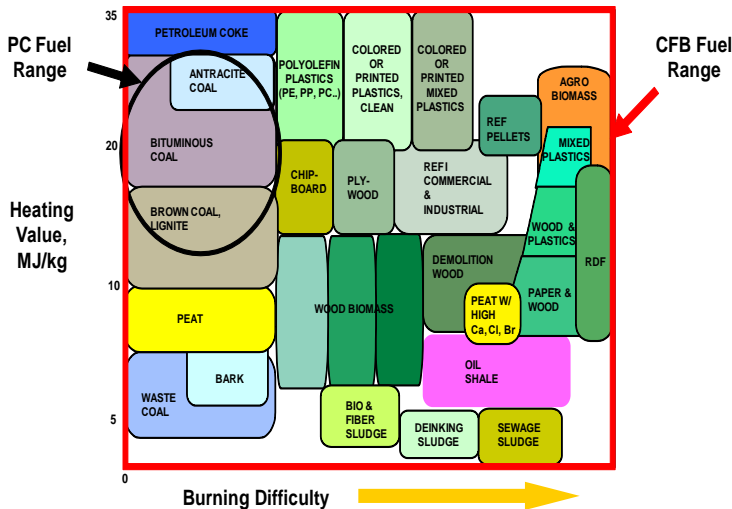 PC Fuel
Range
CFB Fuel
Range
Heating
Value,
MJ/kg
35
20
10
5
0
PETROLEUM COKE
ANTRACITE
COAL
BITUMINOUS
COAL
BROWN COAL,
LIGNITE
PEAT
BARK
WASTE
COAL
POLYOLEFIN
PLASTICS
(PE, PP, PC..)
COLORED
OR
PRINTED
PLASTICS,
CLEAN
COLORED
OR
PRINTED
MIXED
PLASTICS
REF
PELLETS
AGRO
BIOMASS
MIXED
PLASTICS
CHIP-
BOARD
PLY-
WOOD
REF I
COMMERCIAL
&
INDUSTRIAL
WOOD &
PLASTICS
RDF
DEMOLITION
WOOD
WOOD BIOMASS
PEAT W/
HIGH
Ca, Cl, Br
PAPER &
WOOD
OIL
SHALE
BIO &
FIBER
SLUDGE
DEINKING
SLUDGE
SEWAGE
SLUDGE
Burning Difficulty